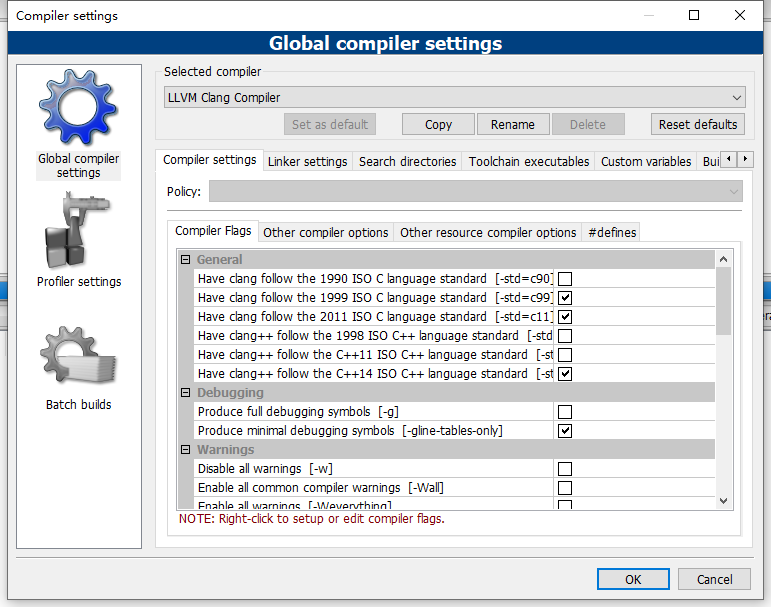 Compiler settings
Global compiler settings
Global compiler
settings
Profiler settings
Batch builds
Selected compiler
LLVM Clang Compiler
Set as default
Copy
Rename
Delete
Reset defaults
Compiler settings
Linker settings
Search directories
Toolchain executables
Custom variables
Bui
Policy:
Compiler Flags
Other compiler options
Other resource compiler options
#defines
General
Have clang follow the 1990 ISO C language standard [-std=c90]
Have clang follow the 1999 ISO C language standard [-std=c99]
Have clang follow the 2011 ISO C language standard [-std=c11]
Have clang++ follow the 1998 ISO C++ language standard [-std
Have clang++ follow the C++11 ISO C++ language standard [-st
Have clang++ follow the C++14 ISO C++ language standard [-st
Debugging
Produce full debugging symbols [-g]
Produce minimal debugging symbols [-gline-tables-only]
Warnings
Disable all warnings [-w]
Enable all common compiler warnings [-Wall]
Enable all warnings [-Weverything]
NOTE: Right-click to setup or edit compiler flags.
OK
Cancel